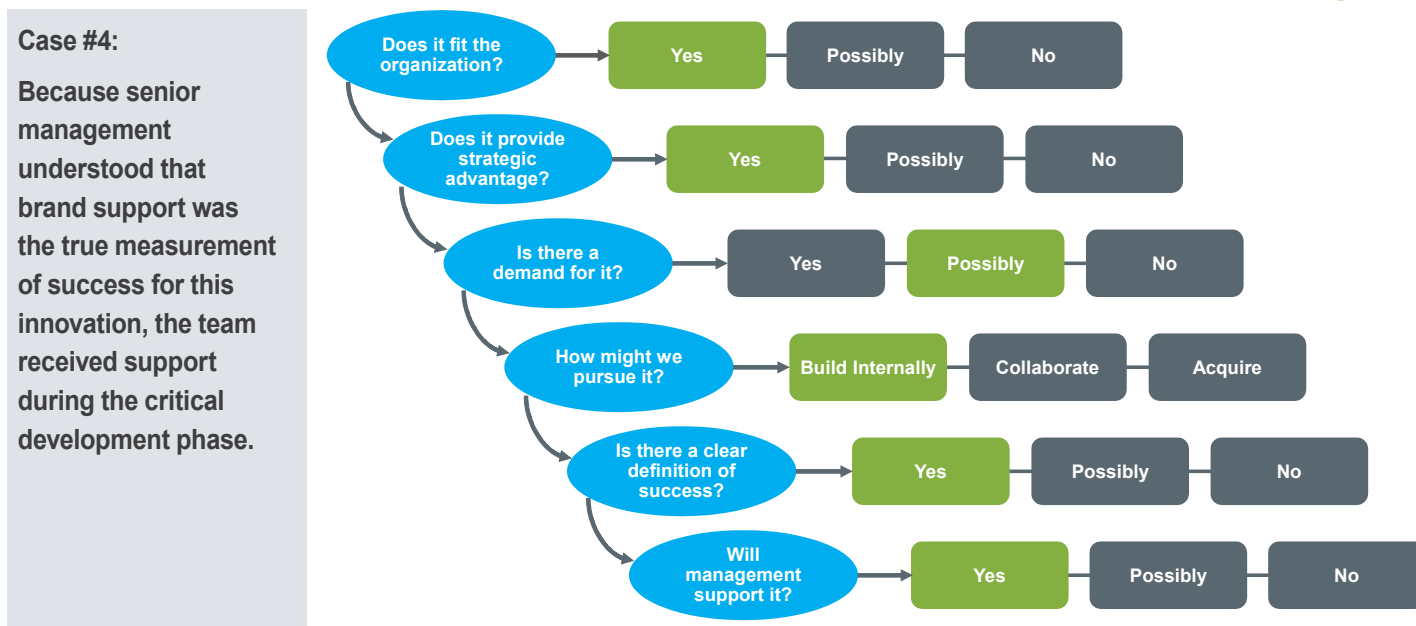 Case #4:
Because senior
management
understood that
brand support was
the true measurement
of success for this
innovation, the team
received support
during the critical
development phase.
Does it fit the
organization?
Yes
Possibly
No
Does it provide
strategic
advantage?
Yes
Possibly
No
Is there a
demand for it?
Yes
Possibly
No
How might we
pursue it?
Build Internally
Collaborate
Acquire
Is there a clear
definition of
success?
Yes
Possibly
No
Will
management
support it?
Yes
Possibly
No